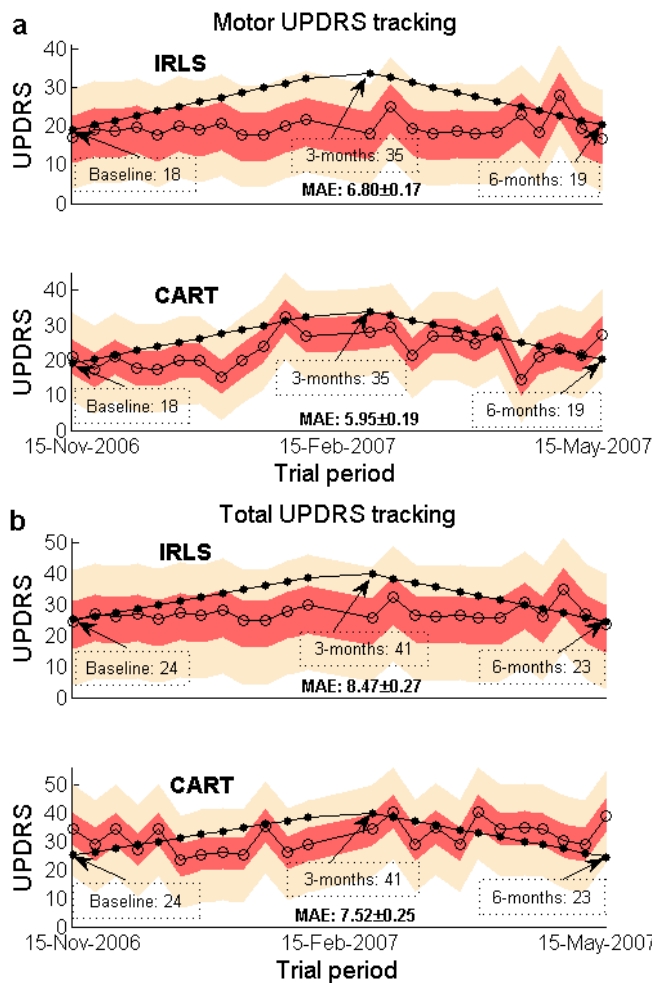 a
Motor UPDRS tracking
40
30
20
10
0
UPDRS
IRLS
Baseline: 18
3-months: 35
6-months: 19
MAE: 6.80±0.17
40
30
20
10
0
UPDRS
CART
Baseline: 18
3-months: 35
6-months: 19
MAE: 5.95±0.19
15-Nov-2006
15-Feb-2007
15-May-2007
Trial period
b
Total UPDRS tracking
50
40
30
20
10
0
UPDRS
IRLS
Baseline: 24
3-months: 41
6-months: 23
MAE: 8.47±0.27
50
40
30
20
10
0
UPDRS
CART
Baseline: 24
3-months: 41
6-months: 23
MAE: 7.52±0.25
15-Nov-2006
15-Feb-2007
15-May-2007
Trial period